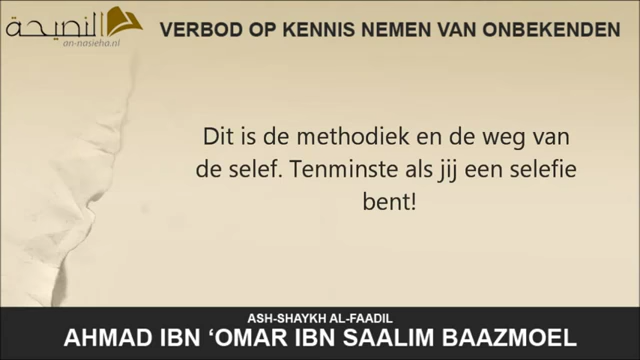 النصيحة
an-nasieha.nl
VERBOD OP KENNIS NEMEN VAN ONBEKENDEN
Dit is de methodiek en de weg van
de selef. Tenminste als jij een selefie
bent!
ASH-SHAYKH AL-FAADIL
AHMAD IBN ‘OMAR IBN SAALIM BAAZMOEL